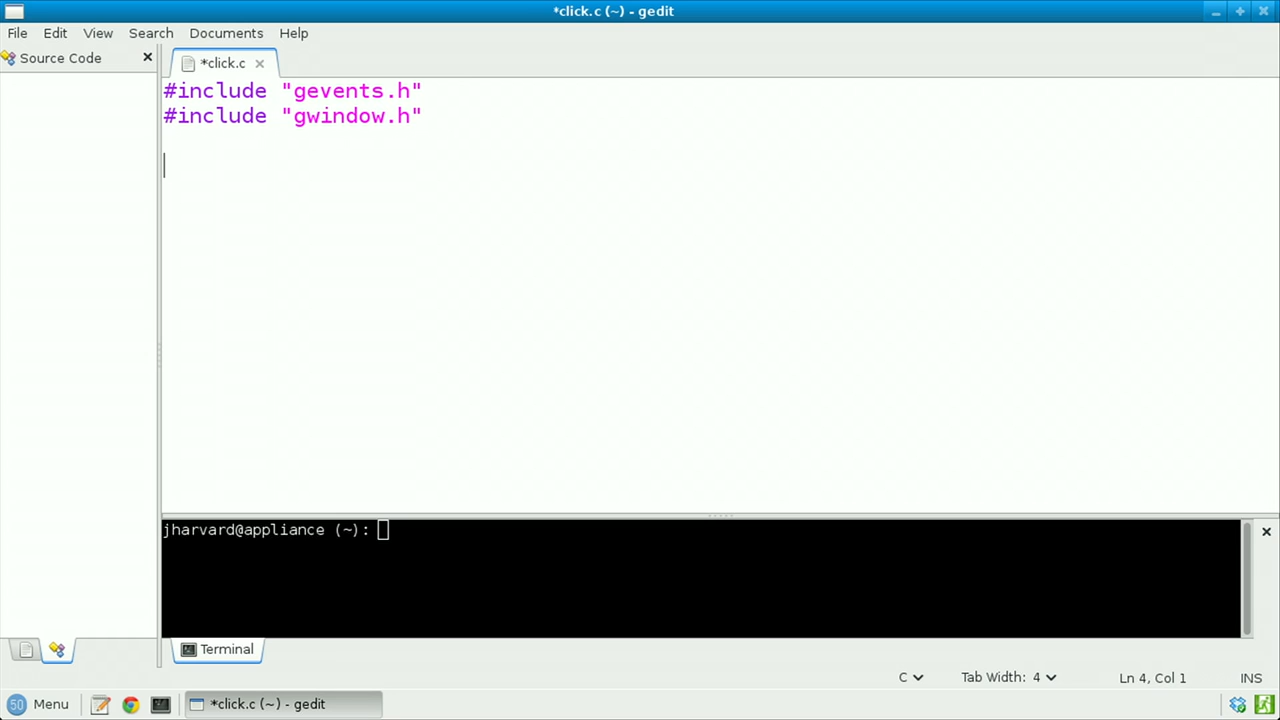 *click.c (~) - gedit
File Edit View Search Documents Help
Source Code
*click.c
#include "gevents.h"
#include "gwindow.h"
jharvard@appliance (~):
Terminal
C Tab Width: 4 Ln 4, Col 1 INS
50 Menu *click.c (~) - gedit